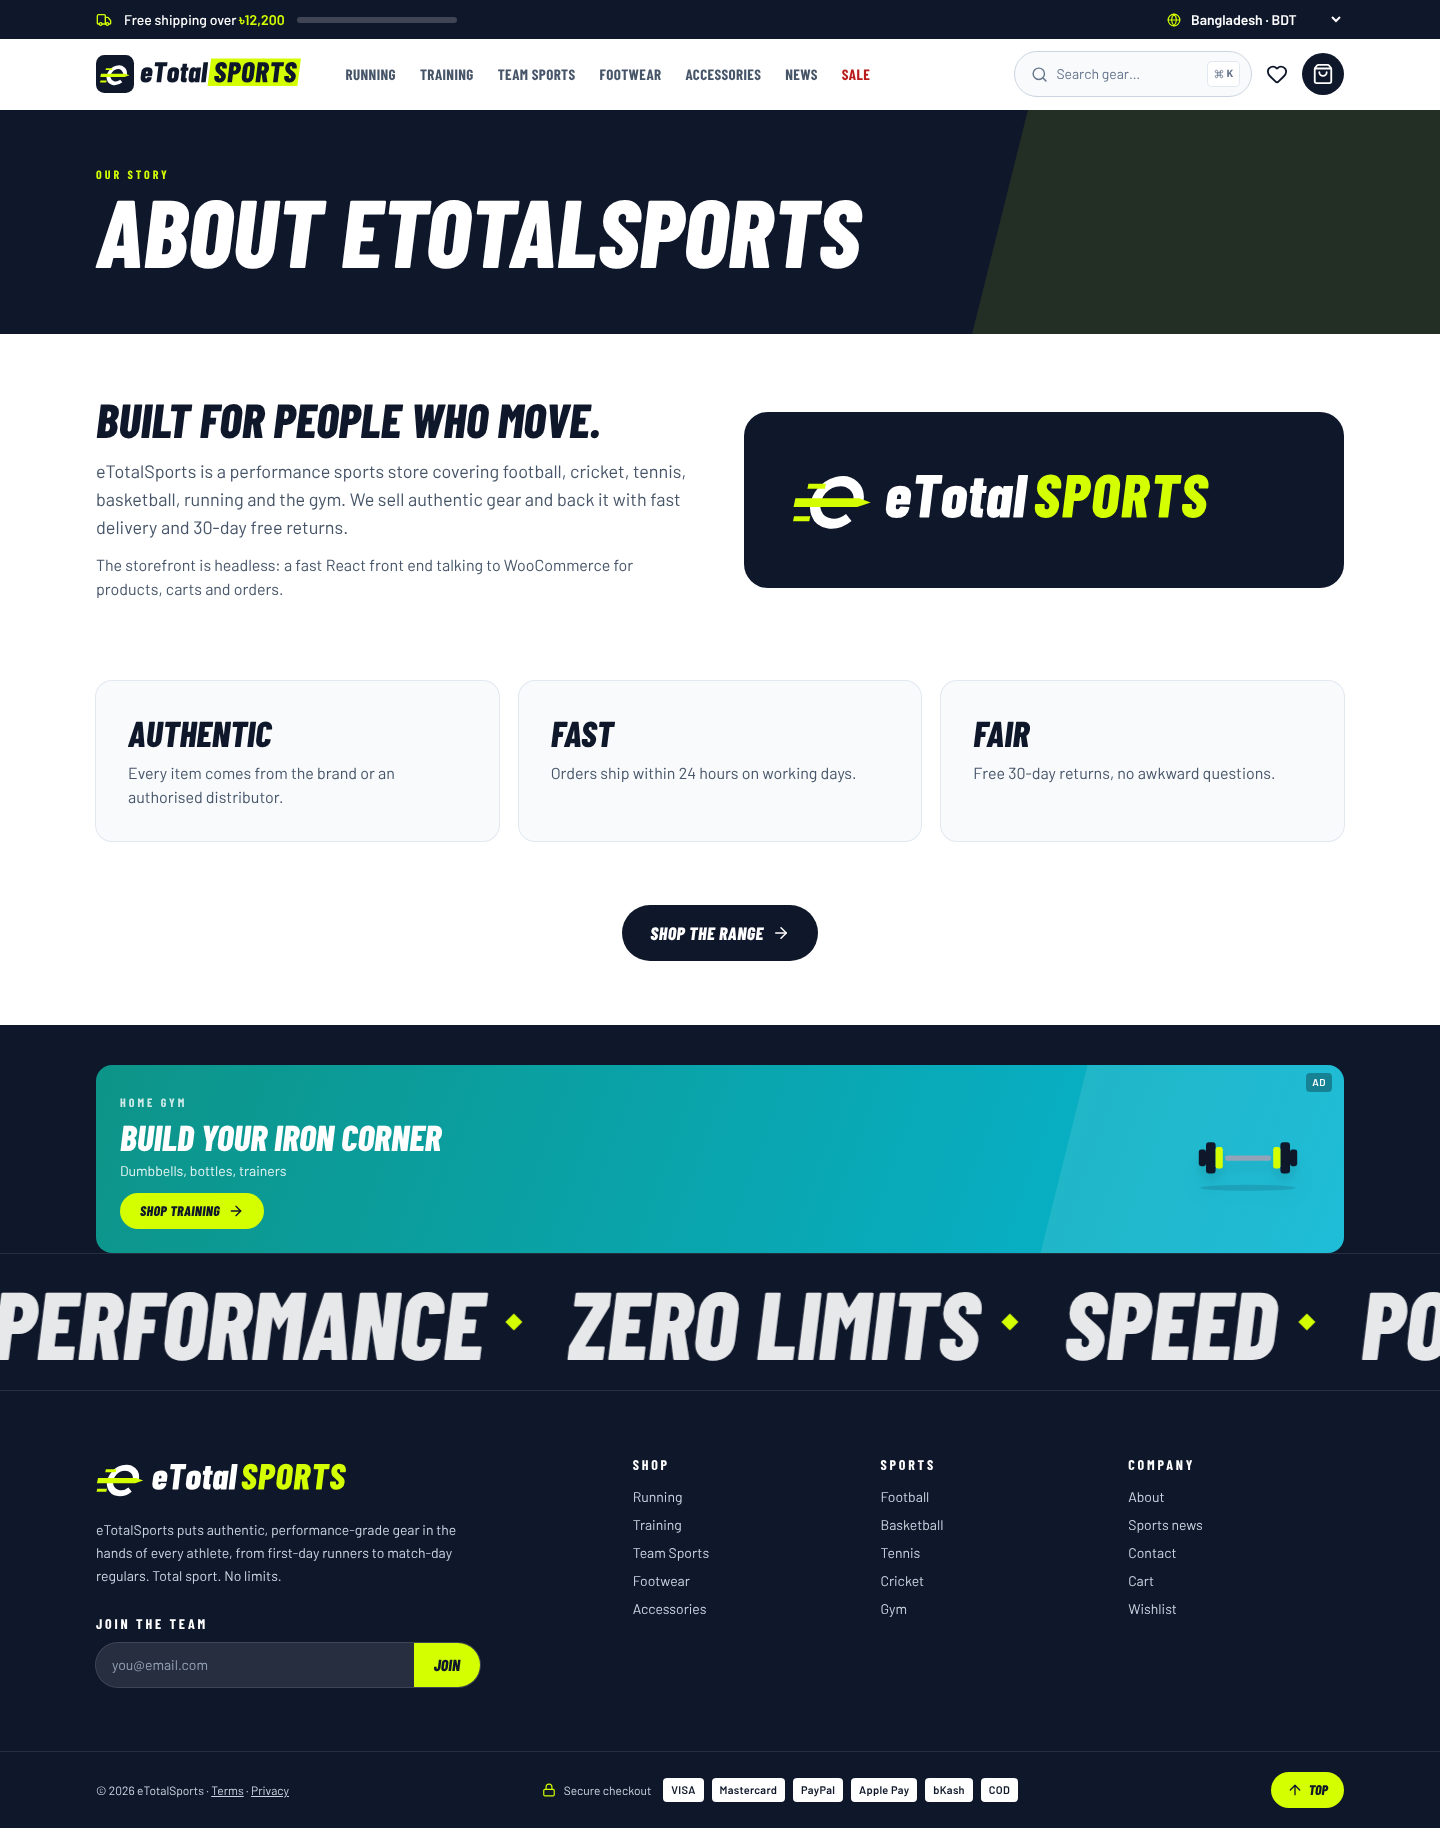 Free shipping over ৳12,200
Bangladesh · BDT
eTotal SPORTS
RUNNING TRAINING TEAM SPORTS FOOTWEAR ACCESSORIES NEWS SALE
Search gear... ⌘ K
OUR STORY
ABOUT ETOTALSPORTS
BUILT FOR PEOPLE WHO MOVE.
eTotalSports is a performance sports store covering football, cricket, tennis,
basketball, running and the gym. We sell authentic gear and back it with fast
delivery and 30-day free returns.
The storefront is headless: a fast React front end talking to WooCommerce for
products, carts and orders.
eTotal SPORTS
AUTHENTIC
Every item comes from the brand or an
authorised distributor.
FAST
Orders ship within 24 hours on working days.
FAIR
Free 30-day returns, no awkward questions.
SHOP THE RANGE
AD
HOME GYM
BUILD YOUR IRON CORNER
Dumbbells, bottles, trainers
SHOP TRAINING
PERFORMANCE ZERO LIMITS SPEED PO
eTotal SPORTS
eTotalSports puts authentic, performance-grade gear in the
hands of every athlete, from first-day runners to match-day
regulars. Total sport. No limits.
JOIN THE TEAM
you@email.com
JOIN
SHOP
Running
Training
Team Sports
Footwear
Accessories
SPORTS
Football
Basketball
Tennis
Cricket
Gym
COMPANY
About
Sports news
Contact
Cart
Wishlist
© 2026 eTotalSports · Terms · Privacy
Secure checkout VISA Mastercard PayPal Apple Pay bKash COD
TOP